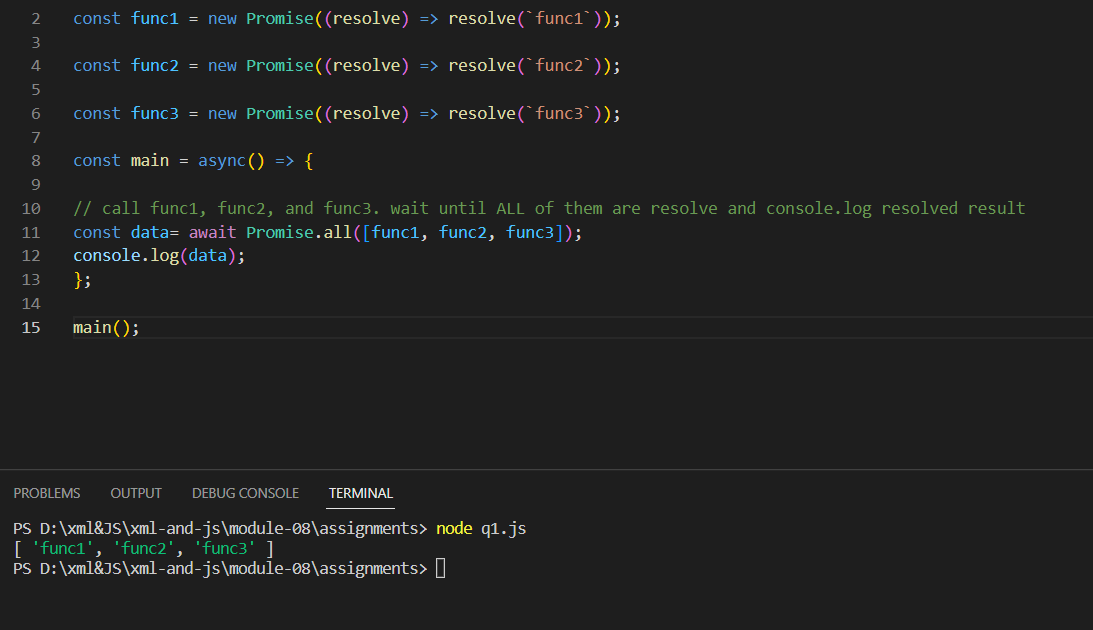 2 const func1 = new Promise((resolve) => resolve(`func1`));
3
4 const func2 = new Promise((resolve) => resolve(`func2`));
5
6 const func3 = new Promise((resolve) => resolve(`func3`));
7
8 const main = async() => {
9
10 // call func1, func2, and func3. wait until ALL of them are resolve and console.log resolved result
11 const data= await Promise.all([func1, func2, func3]);
12 console.log(data);
13 };
14
15 main();
PROBLEMS OUTPUT DEBUG CONSOLE TERMINAL
PS D:\xml&JS\xml-and-js\module-08\assignments> node q1.js
[ 'func1', 'func2', 'func3' ]
PS D:\xml&JS\xml-and-js\module-08\assignments>